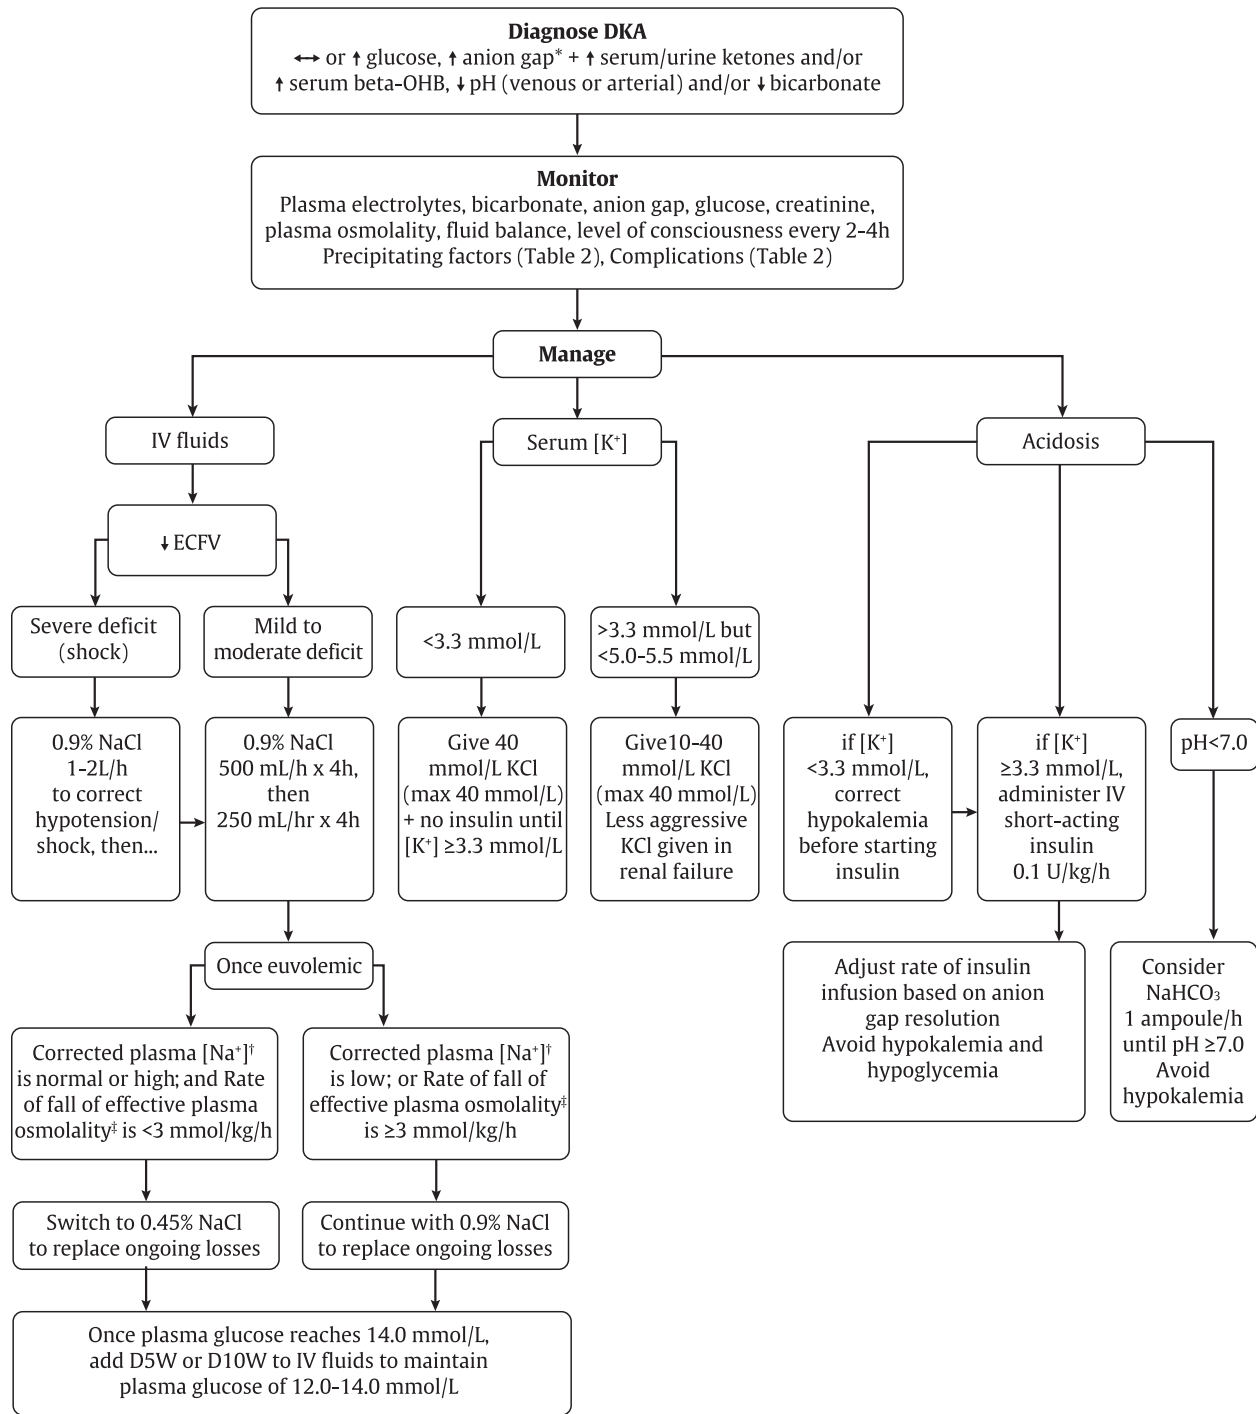 Diagnose DKA
↔ or ↑ glucose, ↑ anion gap* + ↑ serum/urine ketones and/or
↑ serum beta-OHB, ↓ pH (venous or arterial) and/or ↓ bicarbonate
Monitor
Plasma electrolytes, bicarbonate, anion gap, glucose, creatinine,
plasma osmolality, fluid balance, level of consciousness every 2-4h
Precipitating factors (Table 2), Complications (Table 2)
Manage
IV fluids
↓ ECFV
Severe deficit
(shock)
0.9% NaCl
1-2L/h
to correct
hypotension/
shock, then...
Mild to
moderate deficit
0.9% NaCl
500 mL/h x 4h,
then
250 mL/hr x 4h
Once euvolemic
Corrected plasma [Na⁺]†
is normal or high; and Rate
of fall of effective plasma
osmolality‡ is <3 mmol/kg/h
Switch to 0.45% NaCl
to replace ongoing losses
Corrected plasma [Na⁺]†
is low; or Rate of fall of
effective plasma osmolality‡
is ≥3 mmol/kg/h
Continue with 0.9% NaCl
to replace ongoing losses
Once plasma glucose reaches 14.0 mmol/L,
add D5W or D10W to IV fluids to maintain
plasma glucose of 12.0-14.0 mmol/L
Serum [K⁺]
<3.3 mmol/L
Give 40
mmol/L KCl
(max 40 mmol/L)
+ no insulin until
[K⁺] ≥3.3 mmol/L
>3.3 mmol/L but
<5.0-5.5 mmol/L
Give10-40
mmol/L KCl
(max 40 mmol/L)
Less aggressive
KCl given in
renal failure
Acidosis
if [K⁺]
<3.3 mmol/L,
correct
hypokalemia
before starting
insulin
if [K⁺]
≥3.3 mmol/L,
administer IV
short-acting
insulin
0.1 U/kg/h
Adjust rate of insulin
infusion based on anion
gap resolution
Avoid hypokalemia and
hypoglycemia
pH<7.0
Consider
NaHCO₃
1 ampoule/h
until pH ≥7.0
Avoid
hypokalemia